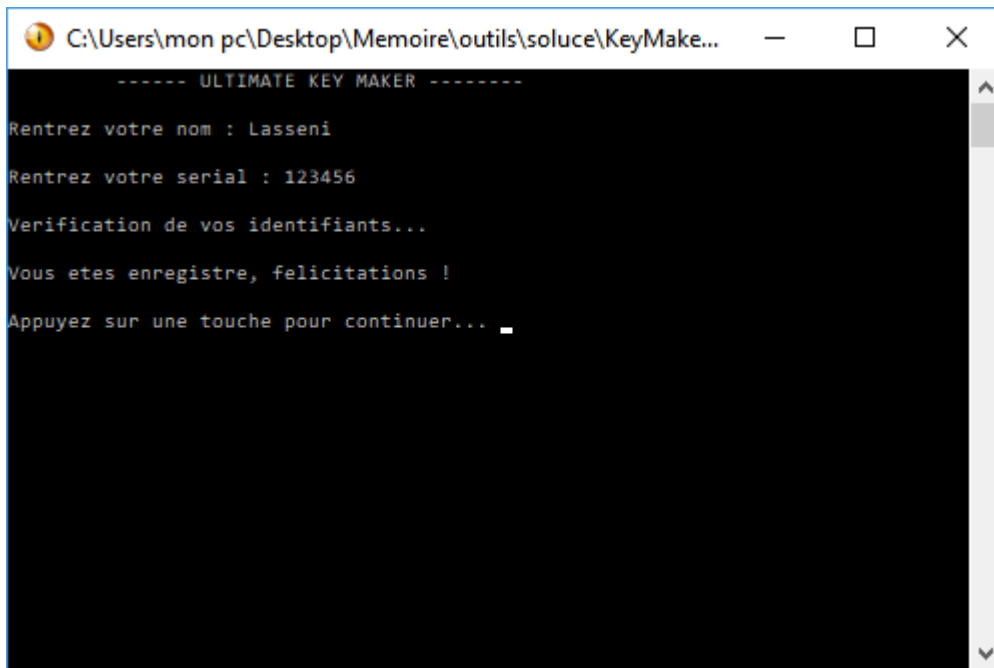 C:\Users\mon pc\Desktop\Memoire\outils\soluce\KeyMake...
------ ULTIMATE KEY MAKER --------
Rentrez votre nom : Lasseni
Rentrez votre serial : 123456
Verification de vos identifiants...
Vous etes enregistre, felicitations !
Appuyez sur une touche pour continuer...